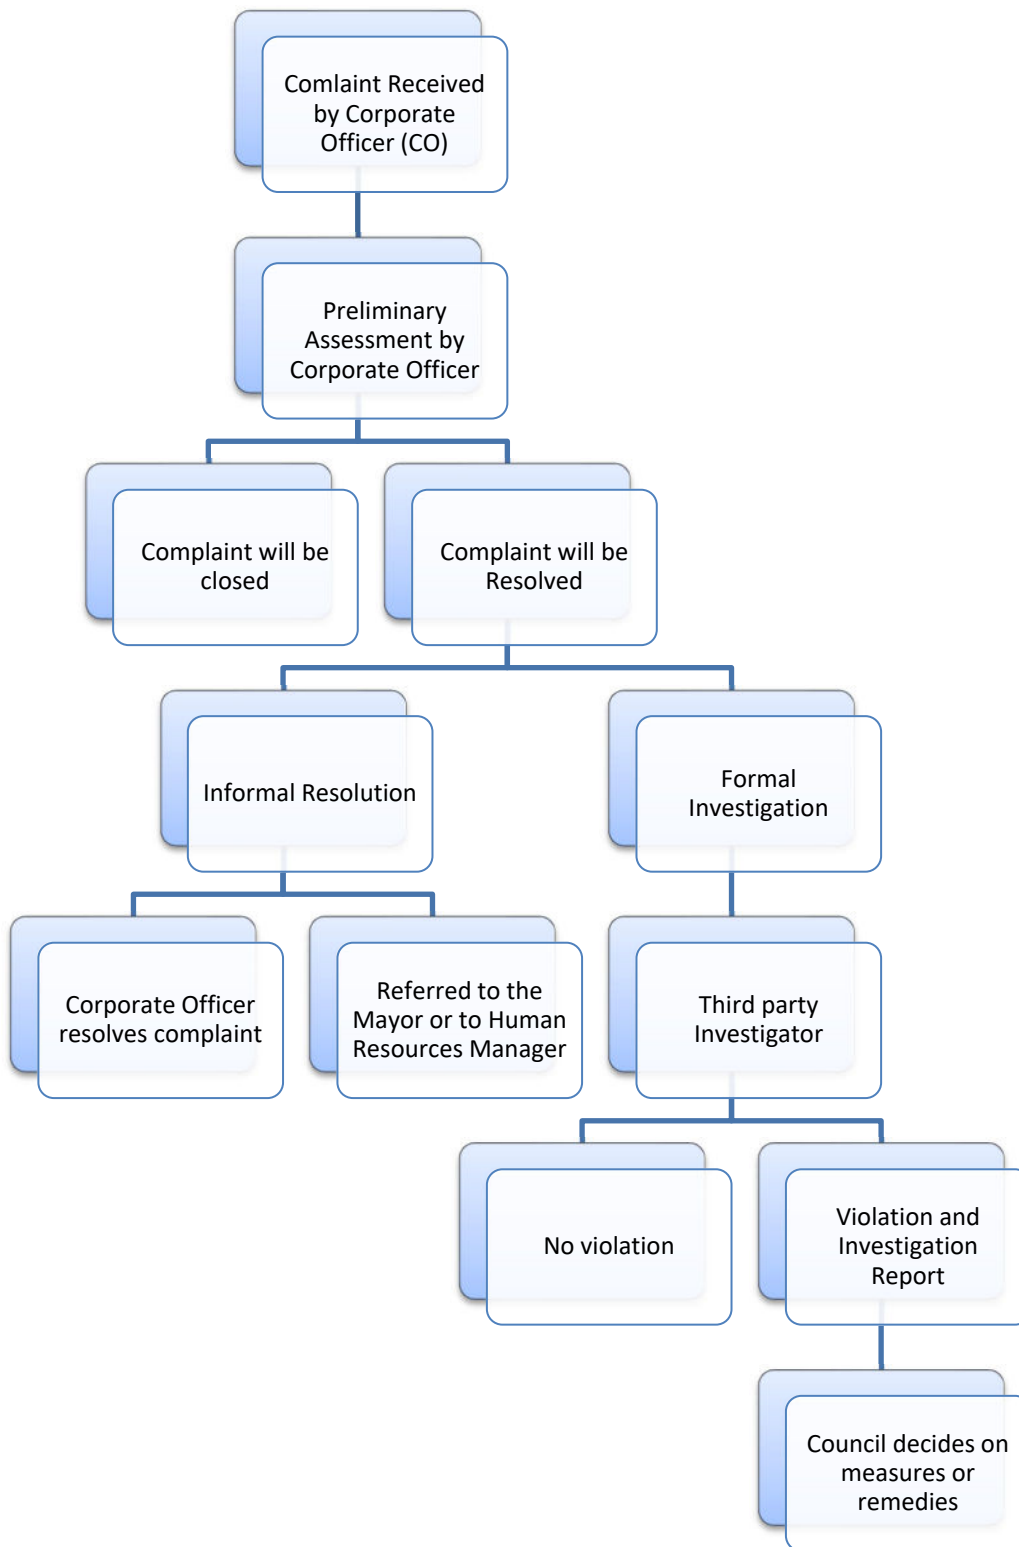 Comlaint Received
by Corporate
Officer (CO)
Preliminary
Assessment by
Corporate Officer
Complaint will be
closed
Complaint will be
Resolved
Informal Resolution
Formal
Investigation
Corporate Officer
resolves complaint
Referred to the
Mayor or to Human
Resources Manager
Third party
Investigator
No violation
Violation and
Investigation
Report
Council decides on
measures or
remedies